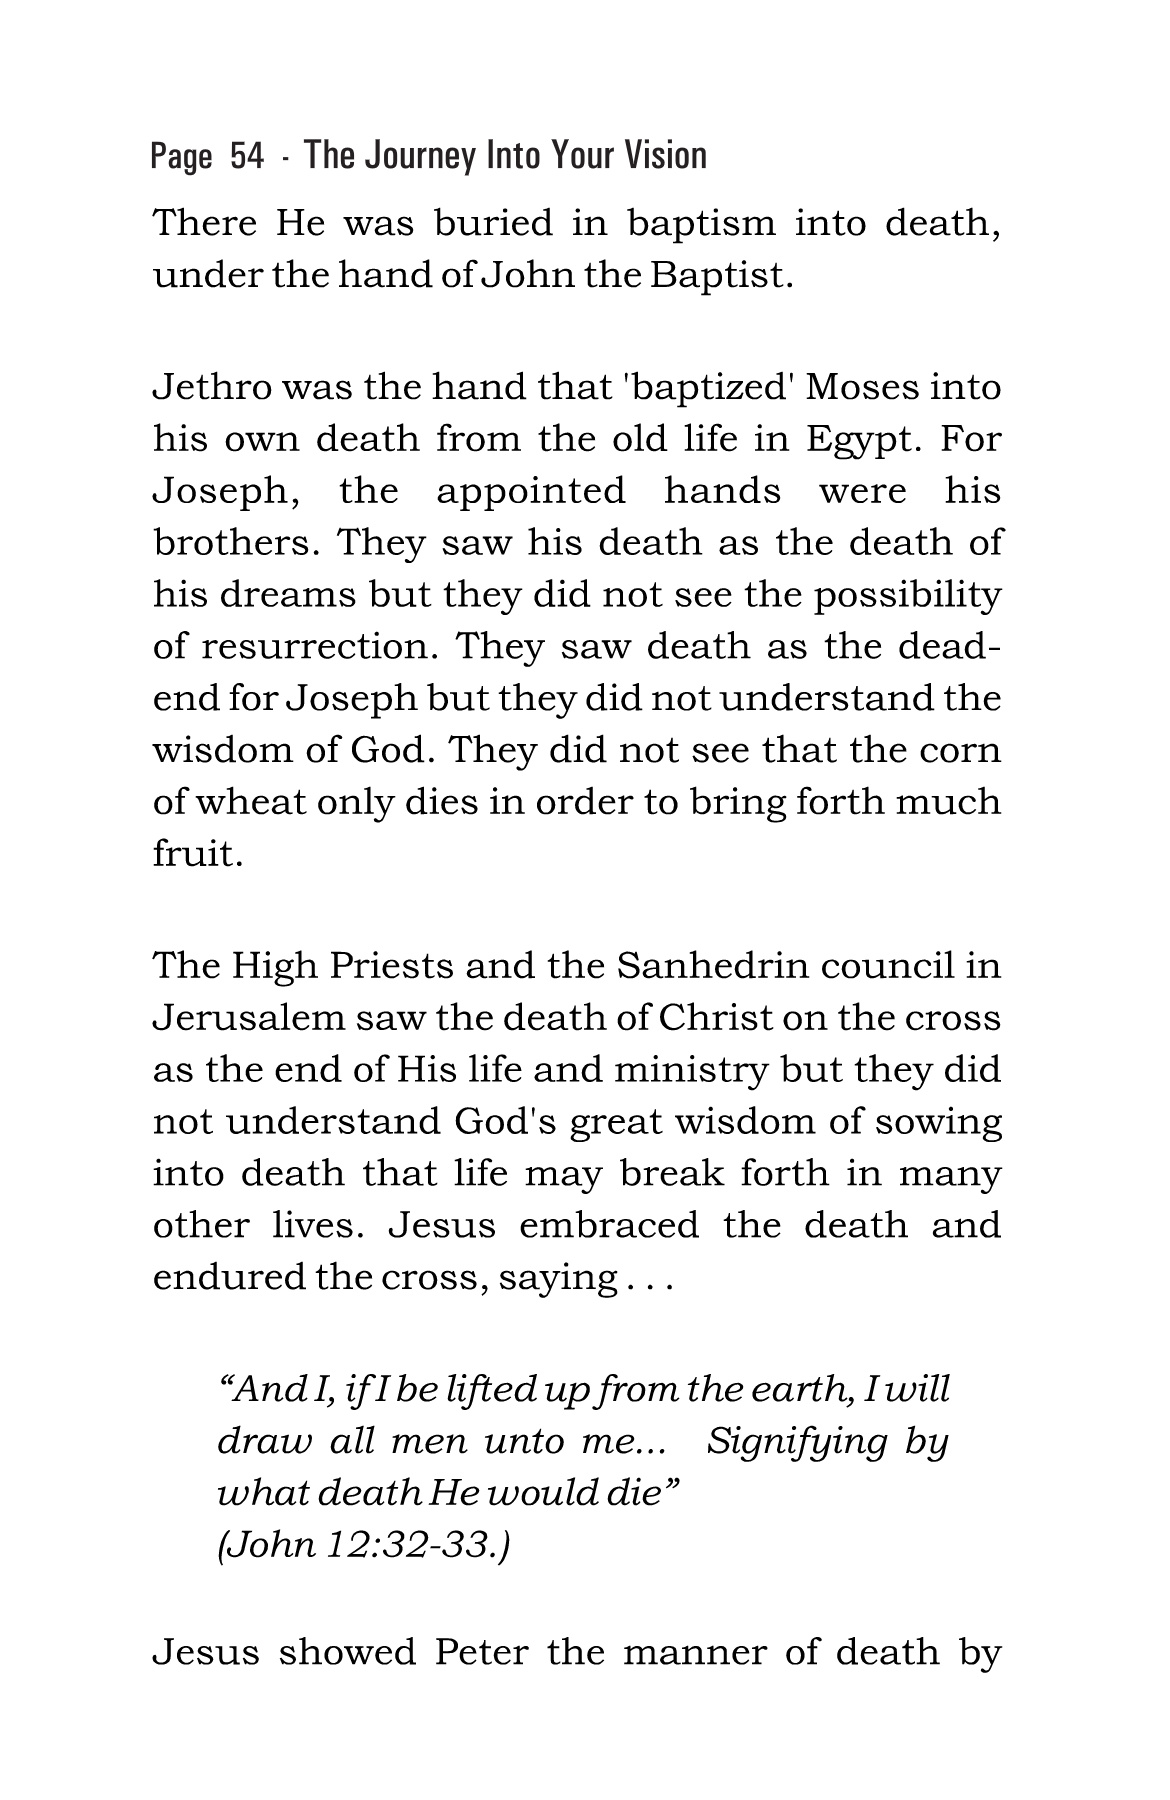 Page 54 - The Journey Into Your Vision
There He was buried in baptism into death,
under the hand of John the Baptist.
Jethro was the hand that 'baptized' Moses into
his own death from the old life in Egypt. For
Joseph, the appointed hands were his
brothers. They saw his death as the death of
his dreams but they did not see the possibility
of resurrection. They saw death as the dead-
end for Joseph but they did not understand the
wisdom of God. They did not see that the corn
of wheat only dies in order to bring forth much
fruit.
The High Priests and the Sanhedrin council in
Jerusalem saw the death of Christ on the cross
as the end of His life and ministry but they did
not understand God's great wisdom of sowing
into death that life may break forth in many
other lives. Jesus embraced the death and
endured the cross, saying . . .
“And I, if I be lifted up from the earth, I will
draw all men unto me... Signifying by
what death He would die”
(John 12:32-33.)
Jesus showed Peter the manner of death by